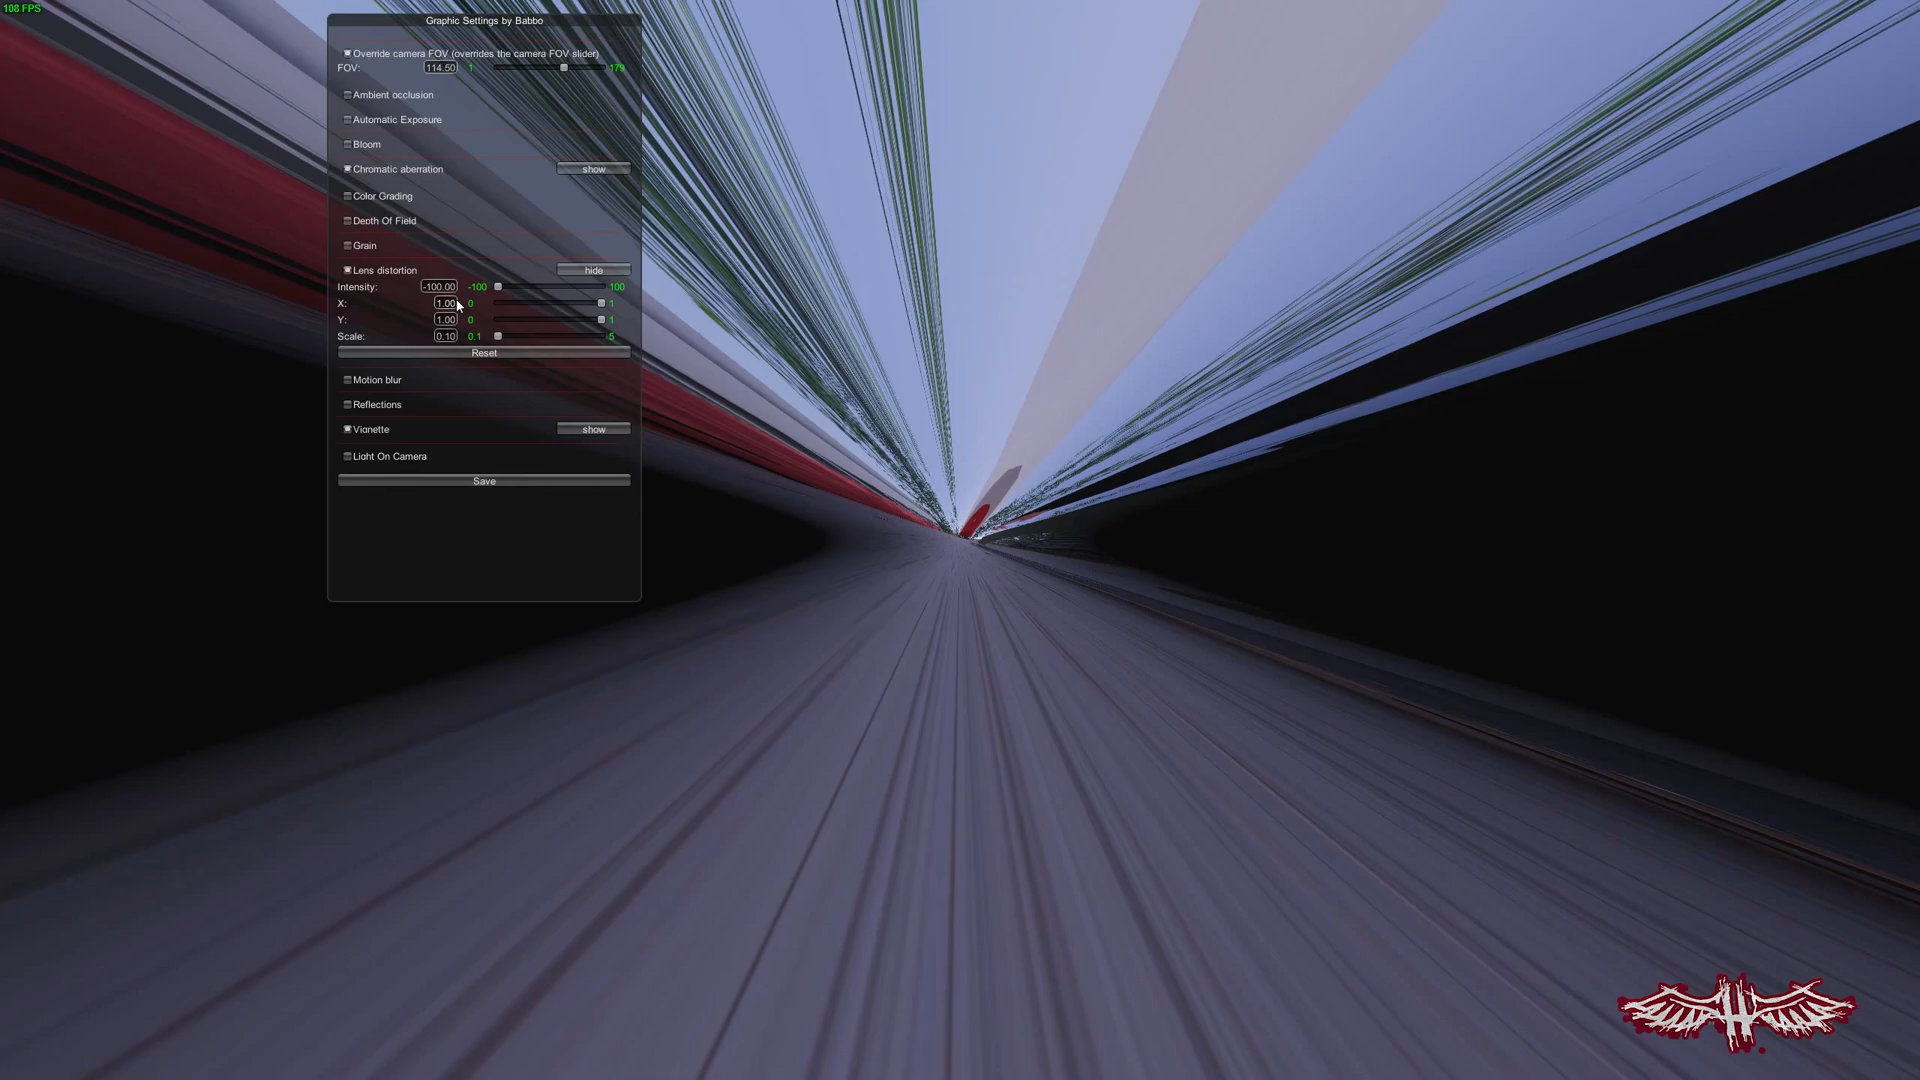 108 FPS
Graphic Settings by Babbo
Override camera FOV (overrides the camera FOV slider)
FOV: 114.50 1 179
Ambient occlusion
Automatic Exposure
Bloom
Chromatic aberration show
Color Grading
Depth Of Field
Grain
Lens distortion hide
Intensity: -100.00 -100 100
X: 1.00 0 1
Y: 1.00 0 1
Scale: 0.10 0.1 5
Reset
Motion blur
Reflections
Vignette show
Light On Camera
Save
H